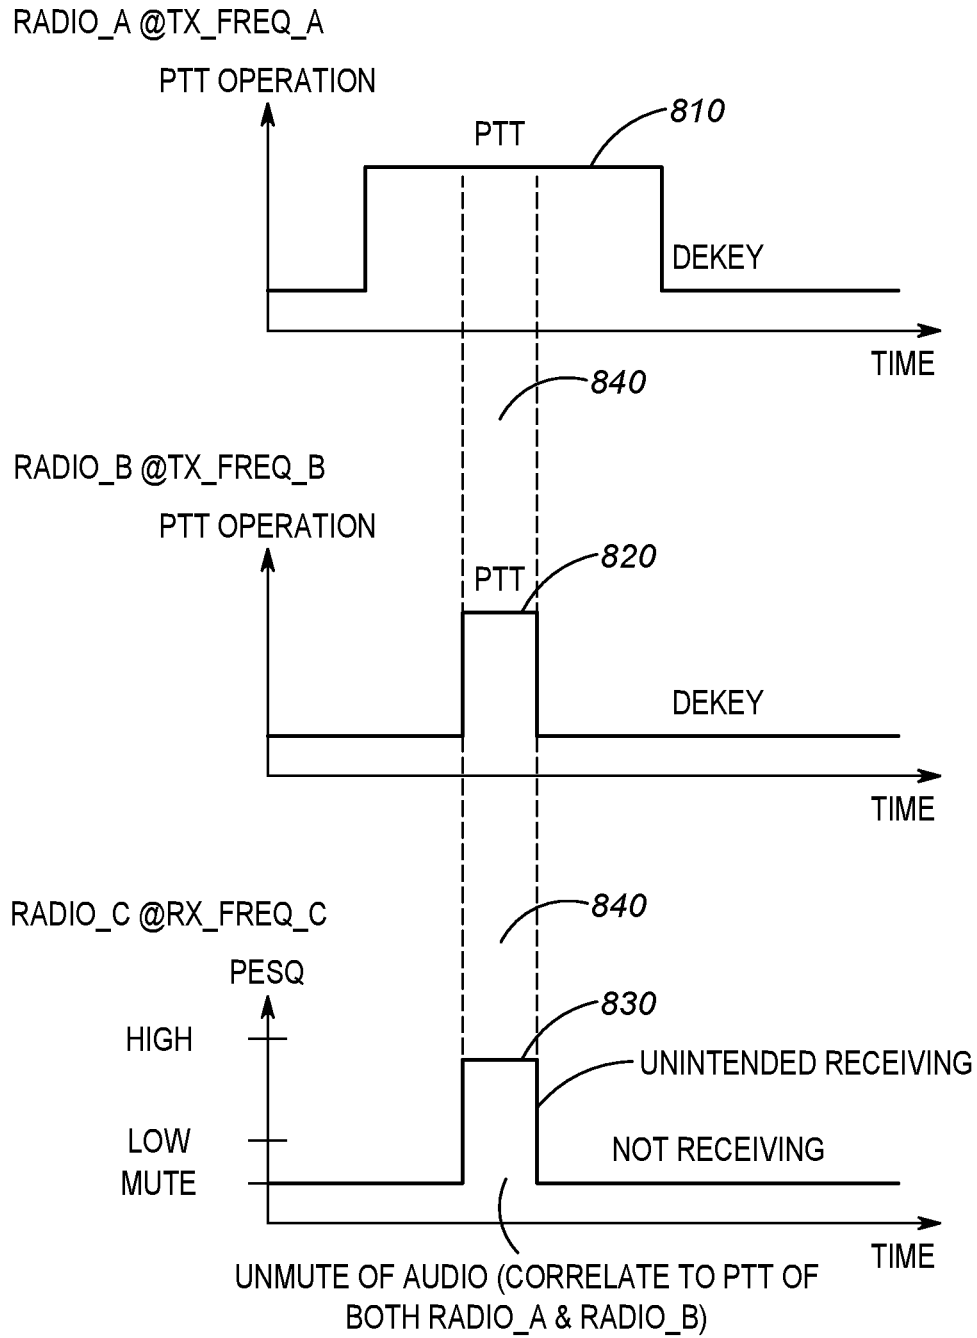 RADIO_A @TX_FREQ_A
PTT OPERATION
PTT
810
DEKEY
TIME
840
RADIO_B @TX_FREQ_B
PTT OPERATION
820
PTT
DEKEY
TIME
840
RADIO_C @RX_FREQ_C
PESQ
830
HIGH
UNINTENDED RECEIVING
LOW
NOT RECEIVING
MUTE
TIME
UNMUTE OF AUDIO (CORRELATE TO PTT OF
BOTH RADIO_A & RADIO_B)